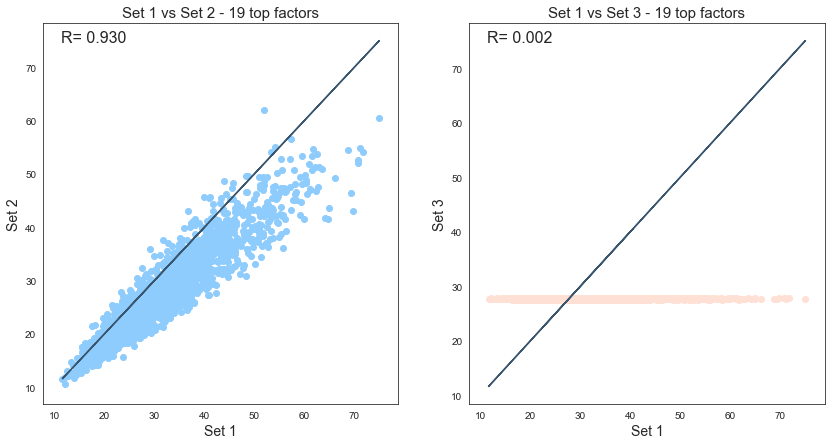 Set 1 vs Set 2 - 19 top factors
R= 0.930
Set 2
70
60
50
40
30
20
10
10 20 30 40 50 60 70
Set 1
Set 1 vs Set 3 - 19 top factors
R= 0.002
Set 3
70
60
50
40
30
20
10
10 20 30 40 50 60 70
Set 1